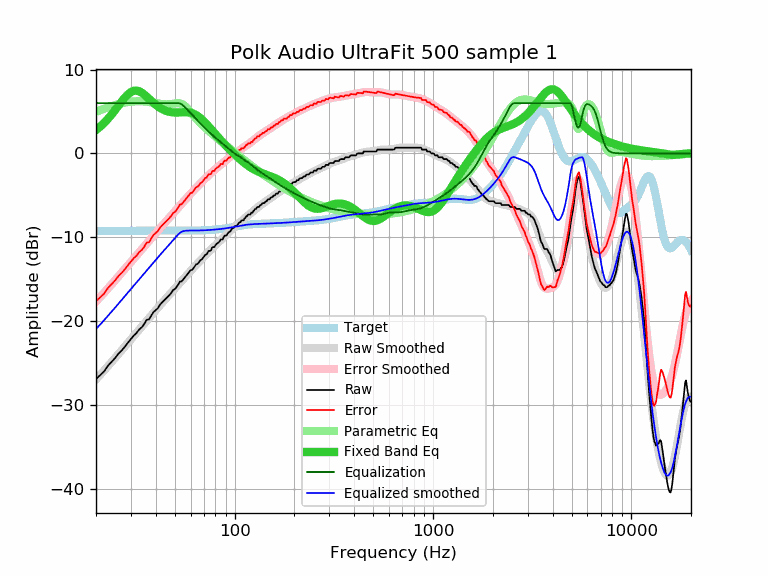 Polk Audio UltraFit 500 sample 1
10
0
−10
−20
−30
−40
Amplitude (dBr)
Target
Raw Smoothed
Error Smoothed
Raw
Error
Parametric Eq
Fixed Band Eq
Equalization
Equalized smoothed
100
1000
10000
Frequency (Hz)